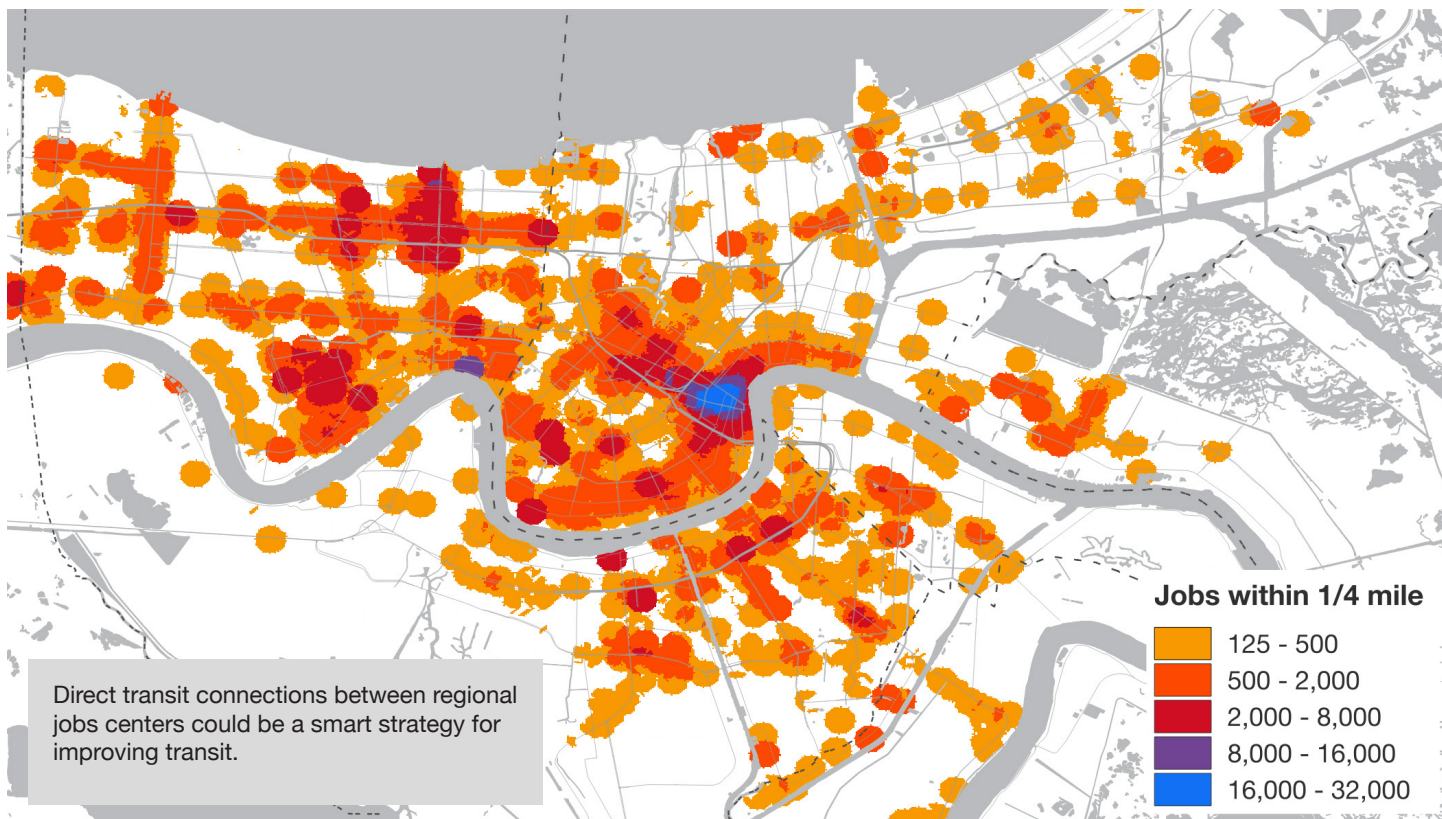 Direct transit connections between regional
jobs centers could be a smart strategy for
improving transit.
Jobs within 1/4 mile
125 - 500
500 - 2,000
2,000 - 8,000
8,000 - 16,000
16,000 - 32,000